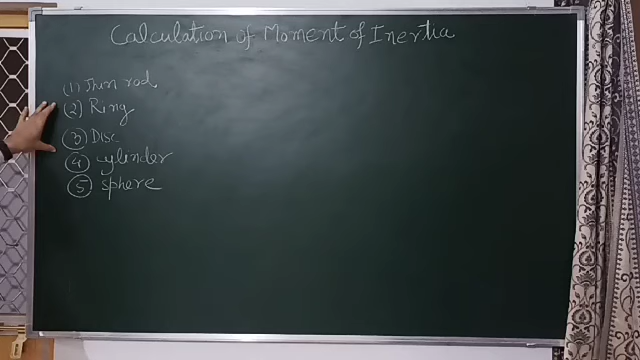 Calculation of Moment of Inertia
(1) Thin rod
(2) Ring
(3) Disc
(4) cylinder
(5) sphere